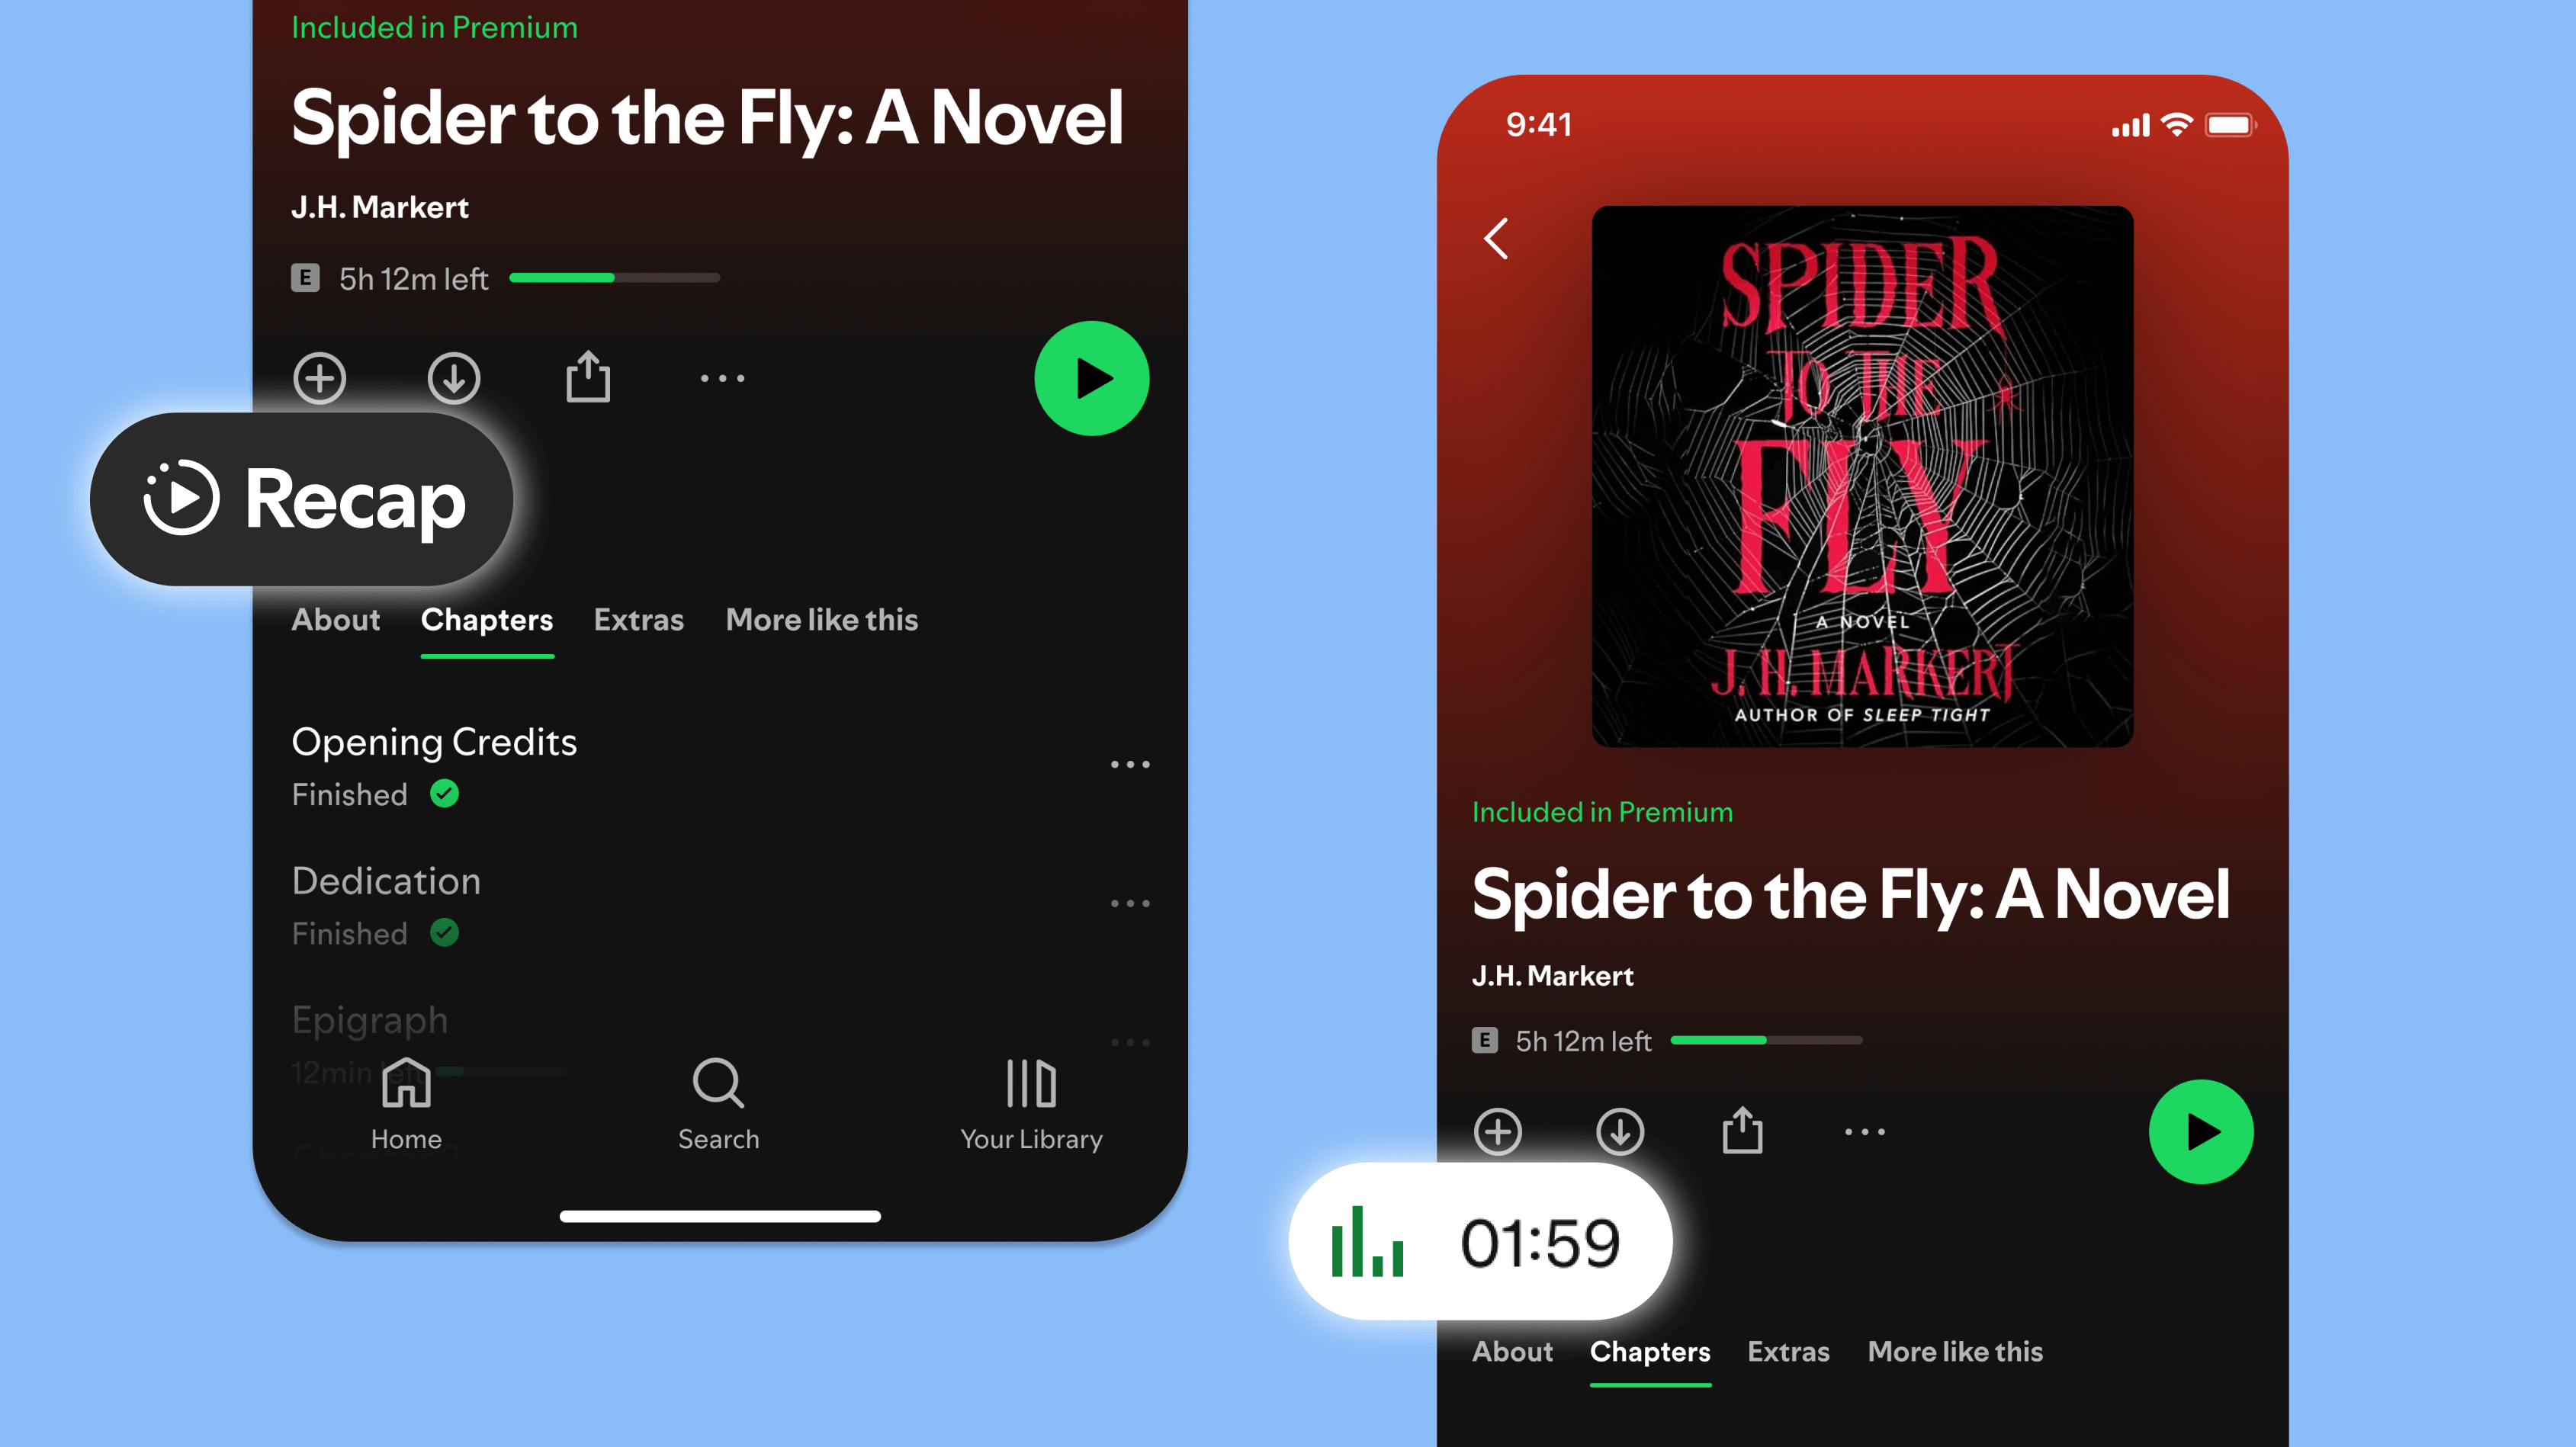 Included in Premium
Spider to the Fly: A Novel
J.H. Markert
E 5h 12m left
Recap
About Chapters Extras More like this
Opening Credits
Finished
Dedication
Finished
Epigraph
12min left
Home Search Your Library
9:41
SPIDER
TO THE
FLY
A NOVEL
J. H. MARKERT
AUTHOR OF SLEEP TIGHT
Included in Premium
Spider to the Fly: A Novel
J.H. Markert
E 5h 12m left
01:59
About Chapters Extras More like this